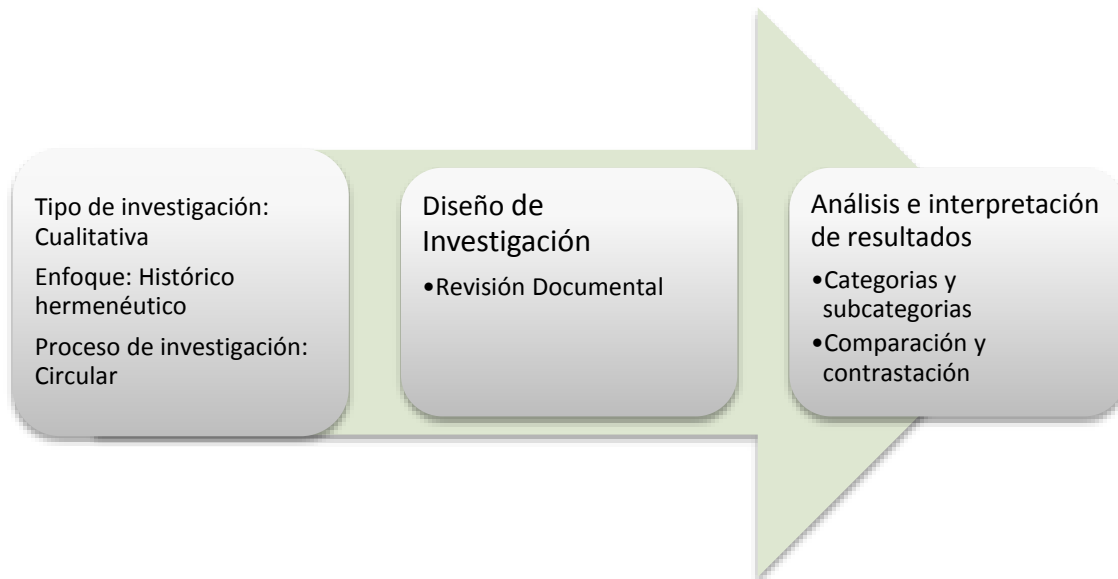 Tipo de investigación:
Cualitativa
Enfoque: Histórico
hermenéutico
Proceso de investigación:
Circular
Diseño de
Investigación
•Revisión Documental
Análisis e interpretación
de resultados
•Categorias y
subcategorias
•Comparación y
contrastación